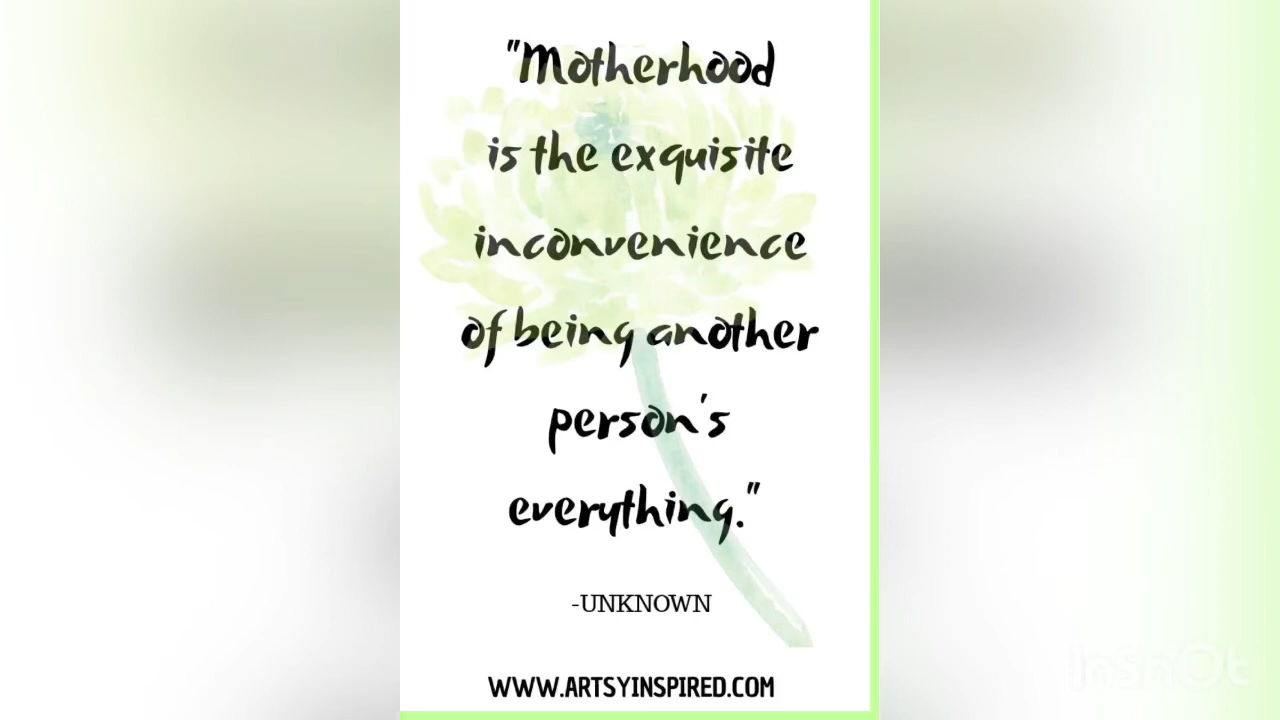 "Motherhood
is the exquisite
inconvenience
of being another
person's
everything."
-UNKNOWN
WWW.ARTSYINSPIRED.COM
InShOt